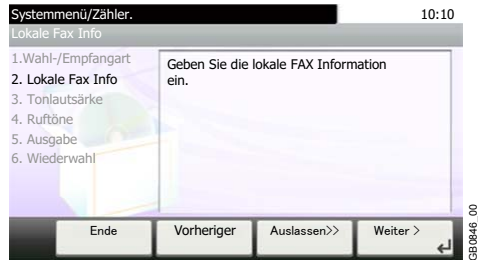 Systemmenü/Zähler.
10:10
Lokale Fax Info
1.Wahl-/Empfangart
2. Lokale Fax Info
3. Tonlautsärke
4. Ruftöne
5. Ausgabe
6. Wiederwahl
Geben Sie die lokale FAX Information
ein.
Ende
Vorheriger
Auslassen>>
Weiter >
GB0846_00